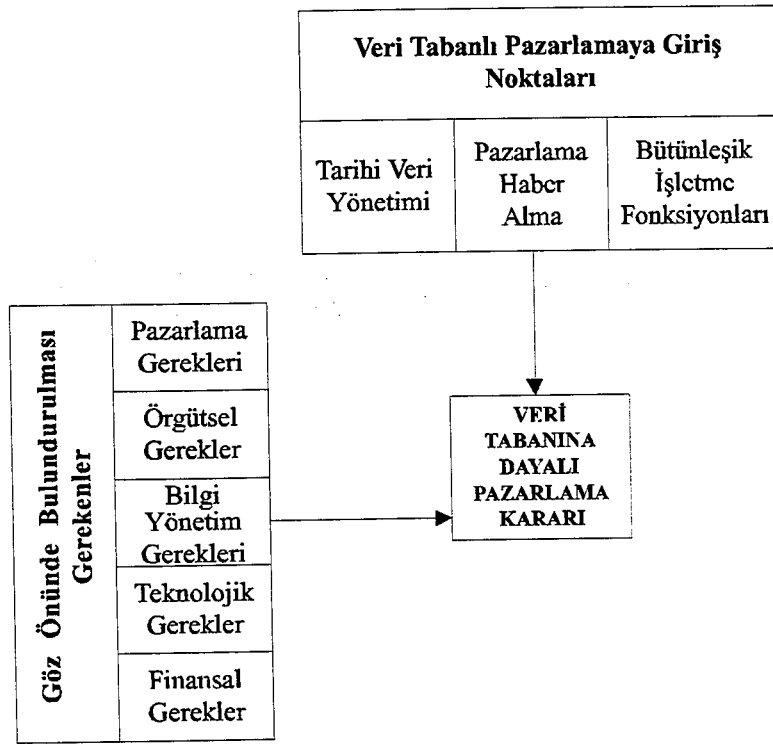 Veri Tabanlı Pazarlamaya Giriş
Noktaları
Tarihi Veri
Yönetimi
Pazarlama
Haber
Alma
Bütünleşik
İşletme
Fonksiyonları
Göz Önünde Bulundurulması
Gerekenler
Pazarlama
Gerekleri
Örgütsel
Gerekler
Bilgi
Yönetim
Gerekleri
Teknolojik
Gerekler
Finansal
Gerekler
VERİ
TABANINA
DAYALI
PAZARLAMA
KARARI